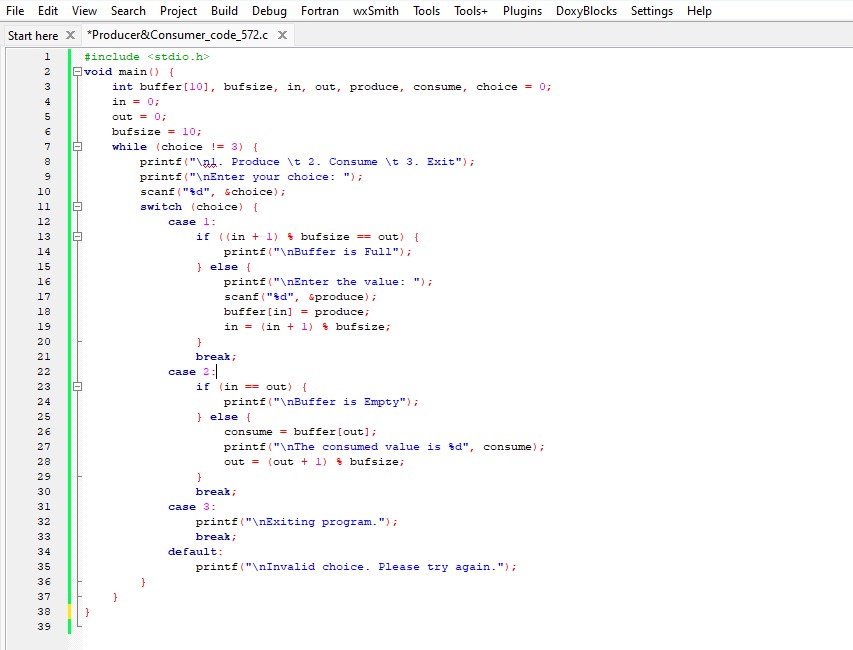 File Edit View Search Project Build Debug Fortran wxSmith Tools Tools+ Plugins DoxyBlocks Settings Help
Start here *Producer&Consumer_code_572.c
1 #include <stdio.h>
2 void main() {
3 int buffer[10], bufsize, in, out, produce, consume, choice = 0;
4 in = 0;
5 out = 0;
6 bufsize = 10;
7 while (choice != 3) {
8 printf("\n1. Produce \t 2. Consume \t 3. Exit");
9 printf("\nEnter your choice: ");
10 scanf("%d", &choice);
11 switch (choice) {
12 case 1:
13 if ((in + 1) % bufsize == out) {
14 printf("\nBuffer is Full");
15 } else {
16 printf("\nEnter the value: ");
17 scanf("%d", &produce);
18 buffer[in] = produce;
19 in = (in + 1) % bufsize;
20 }
21 break;
22 case 2:
23 if (in == out) {
24 printf("\nBuffer is Empty");
25 } else {
26 consume = buffer[out];
27 printf("\nThe consumed value is %d", consume);
28 out = (out + 1) % bufsize;
29 }
30 break;
31 case 3:
32 printf("\nExiting program.");
33 break;
34 default:
35 printf("\nInvalid choice. Please try again.");
36 }
37 }
38 }
39